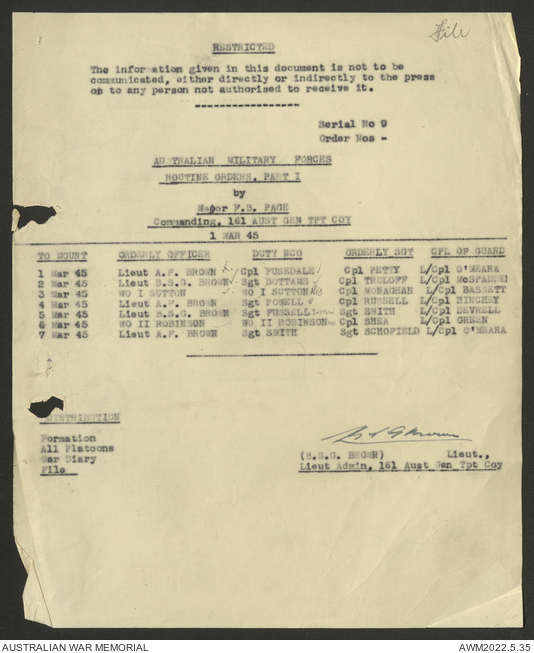 File
RESTRICTED
The information given in this document is not to be
communicated, either directly or indirectly to the press
or to any person not authorised to receive it.
Serial No 9
Order Nos -
AUSTRALIAN MILITARY FORCES
ROUTINE ORDERS, PART I
by
Major F.B. PAGE
Commanding, 161 AUST GEN TPT COY
1 MAR 45
TO MOUNT ORDERLY OFFICER DUTY NCO ORDERLY SGT CPL OF GUARD
1 Mar 45 Lieut A.F. BROWN Cpl FUSEDALE Cpl PETTY L/Cpl O'MEARA
2 Mar 45 Lieut B.S.G. BROWN Sgt BOTTAMS Cpl TRULOFF L/Cpl McSPADDEN
3 Mar 45 WO I SUTTON WO I SUTTON Cpl MONAGHAN L/Cpl BASSETT
4 Mar 45 Lieut A.F. BROWN Sgt POWELL Cpl RUSSELL L/Cpl HINCHEY
5 Mar 45 Lieut B.S.G. BROWN Sgt FUSSELL Sgt SMITH L/Cpl DEVRELL
6 Mar 45 WO II ROBINSON WO II ROBINSON Cpl SHEA L/Cpl GREEN
7 Mar 45 Lieut A.F. BROWN Sgt SMITH Sgt SCHOFIELD L/Cpl O'MEARA
DISTRIBUTION
Formation
All Platoons
War Diary
File
(B.S.G. BROWN) Lieut.,
Lieut Admin, 161 Aust Gen Tpt Coy
AUSTRALIAN WAR MEMORIAL
AWM2022.5.35